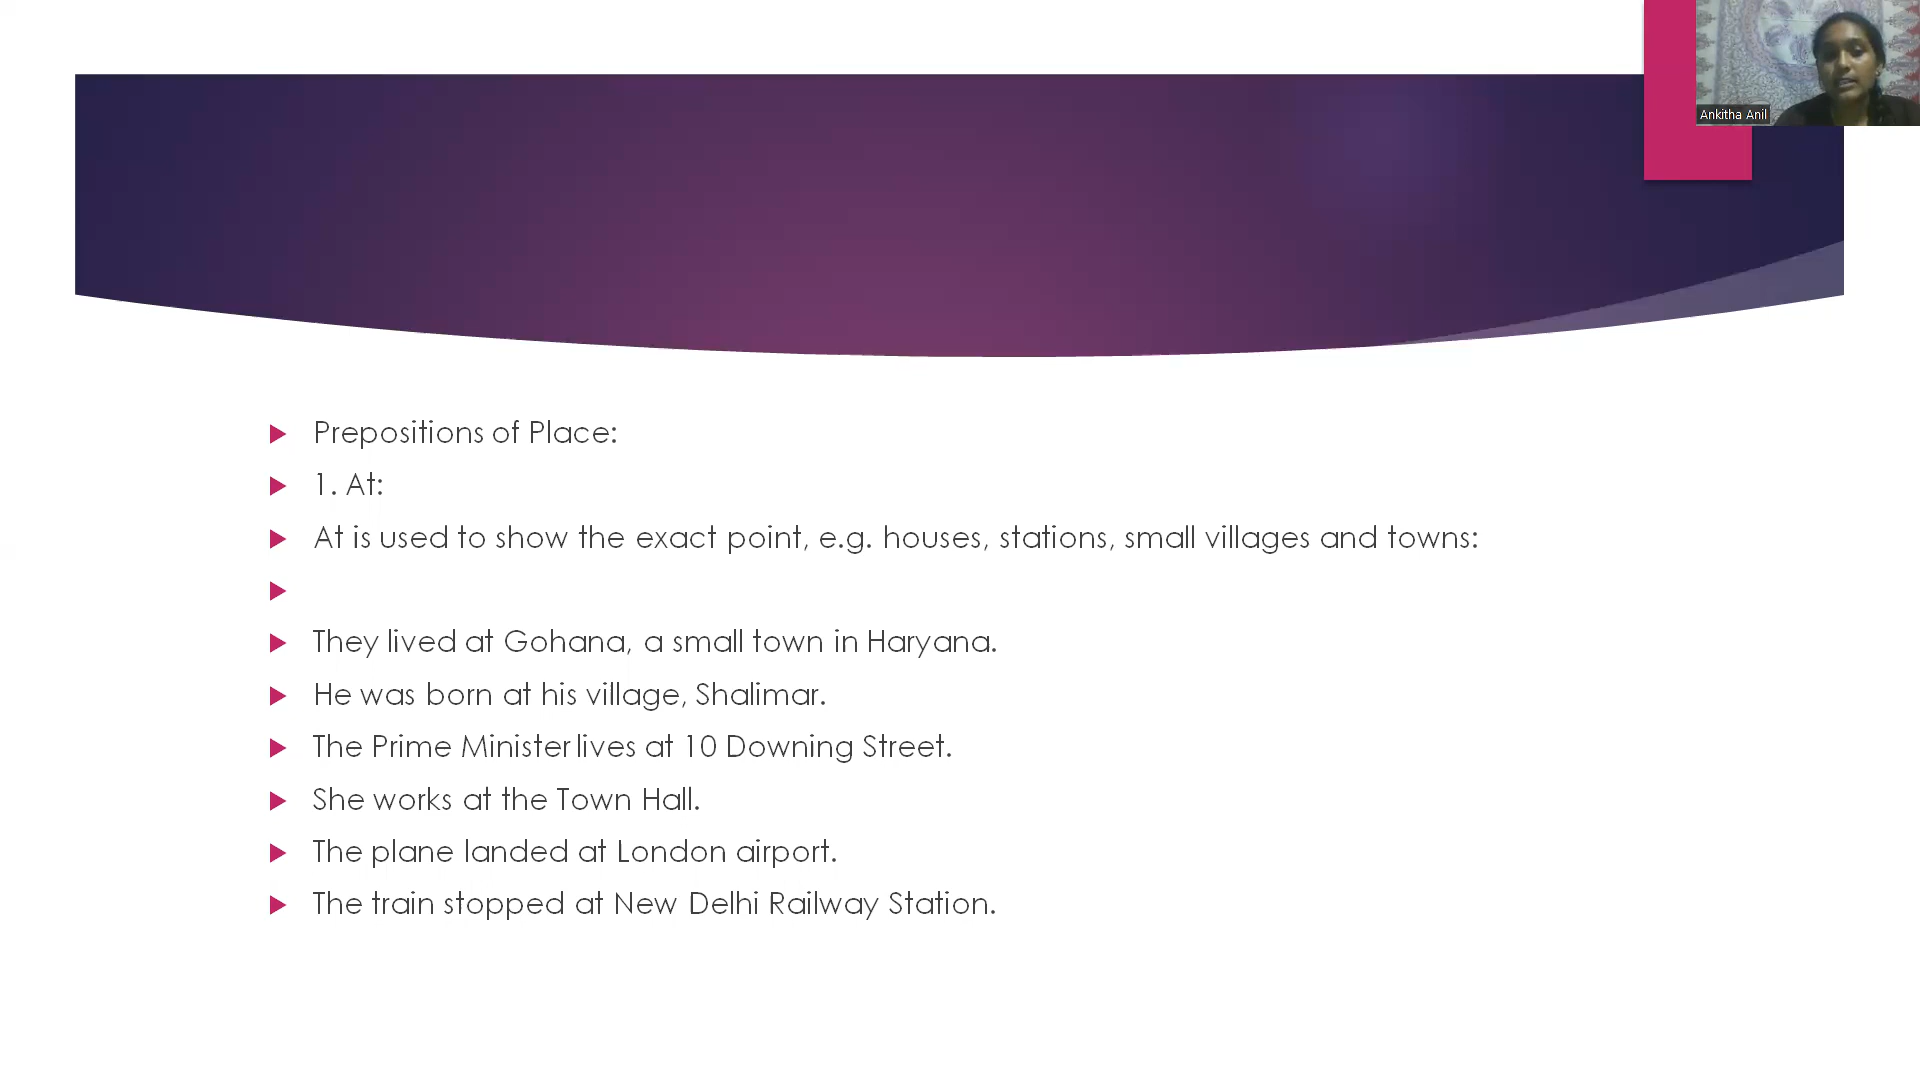 Ankitha Anil
Prepositions of Place:
1. At:
At is used to show the exact point, e.g. houses, stations, small villages and towns:
They lived at Gohana, a small town in Haryana.
He was born at his village, Shalimar.
The Prime Minister lives at 10 Downing Street.
She works at the Town Hall.
The plane landed at London airport.
The train stopped at New Delhi Railway Station.